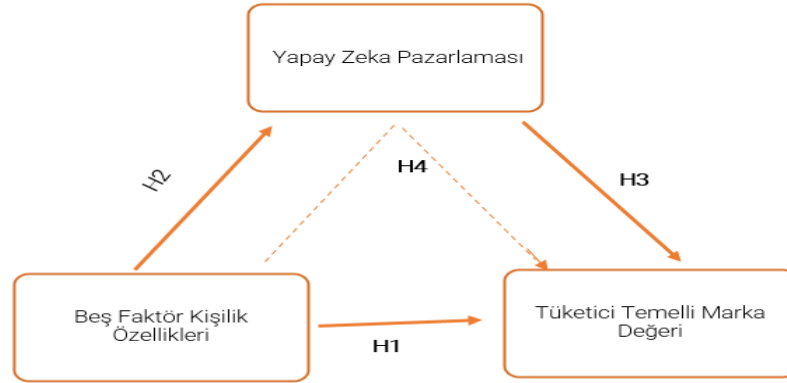 Yapay Zeka Pazarlaması
H2
H4
H3
Beş Faktör Kişilik
Özellikleri
H1
Tüketici Temelli Marka
Değeri